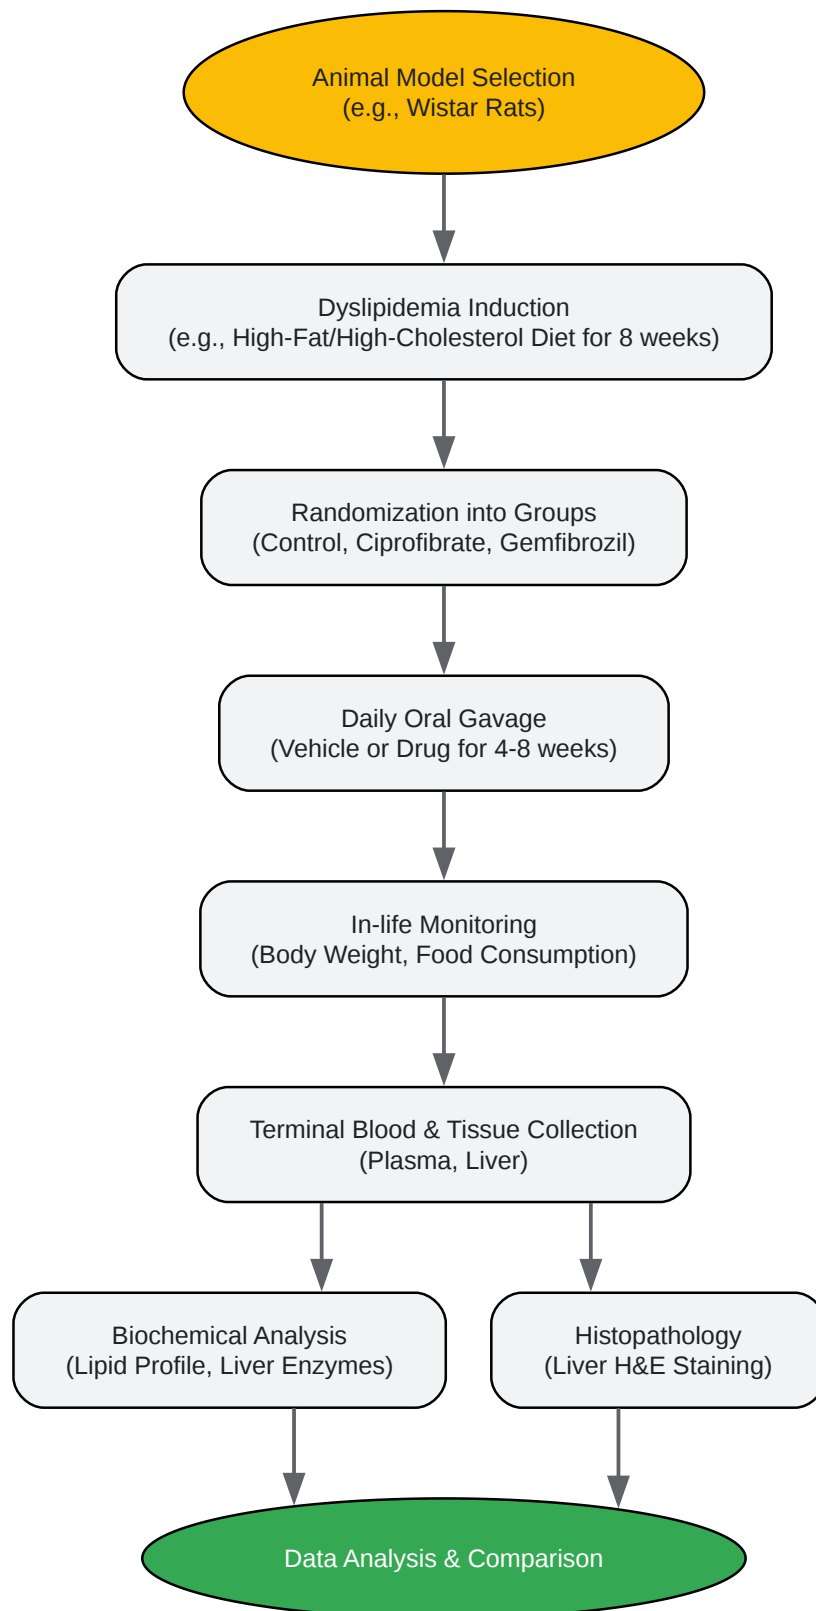 Animal Model Selection
(e.g., Wistar Rats)
Dyslipidemia Induction
(e.g., High-Fat/High-Cholesterol Diet for 8 weeks)
Randomization into Groups
(Control, Ciprofibrate, Gemfibrozil)
Daily Oral Gavage
(Vehicle or Drug for 4-8 weeks)
In-life Monitoring
(Body Weight, Food Consumption)
Terminal Blood & Tissue Collection
(Plasma, Liver)
Biochemical Analysis
(Lipid Profile, Liver Enzymes)
Histopathology
(Liver H&E Staining)
Data Analysis & Comparison